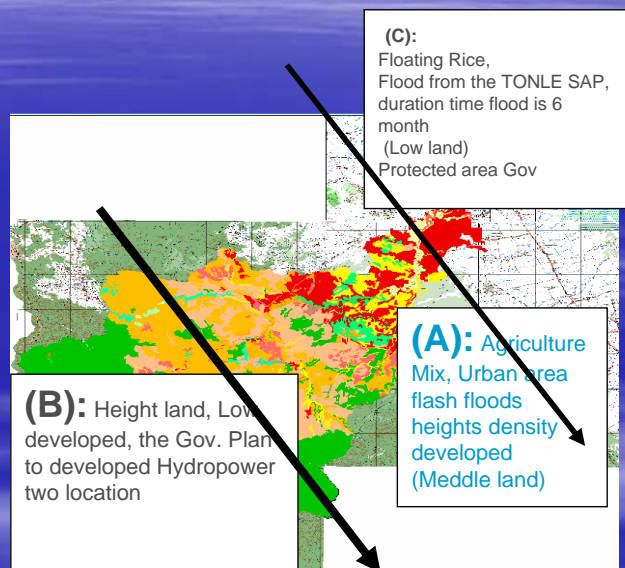 (C):
Floating Rice,
Flood from the TONLE SAP,
duration time flood is 6
month
(Low land)
Protected area Gov
(A): Agriculture
Mix, Urban area
flash floods
heights density
developed
(Meddle land)
(B): Height land, Low
developed, the Gov. Plan
to developed Hydropower
two location